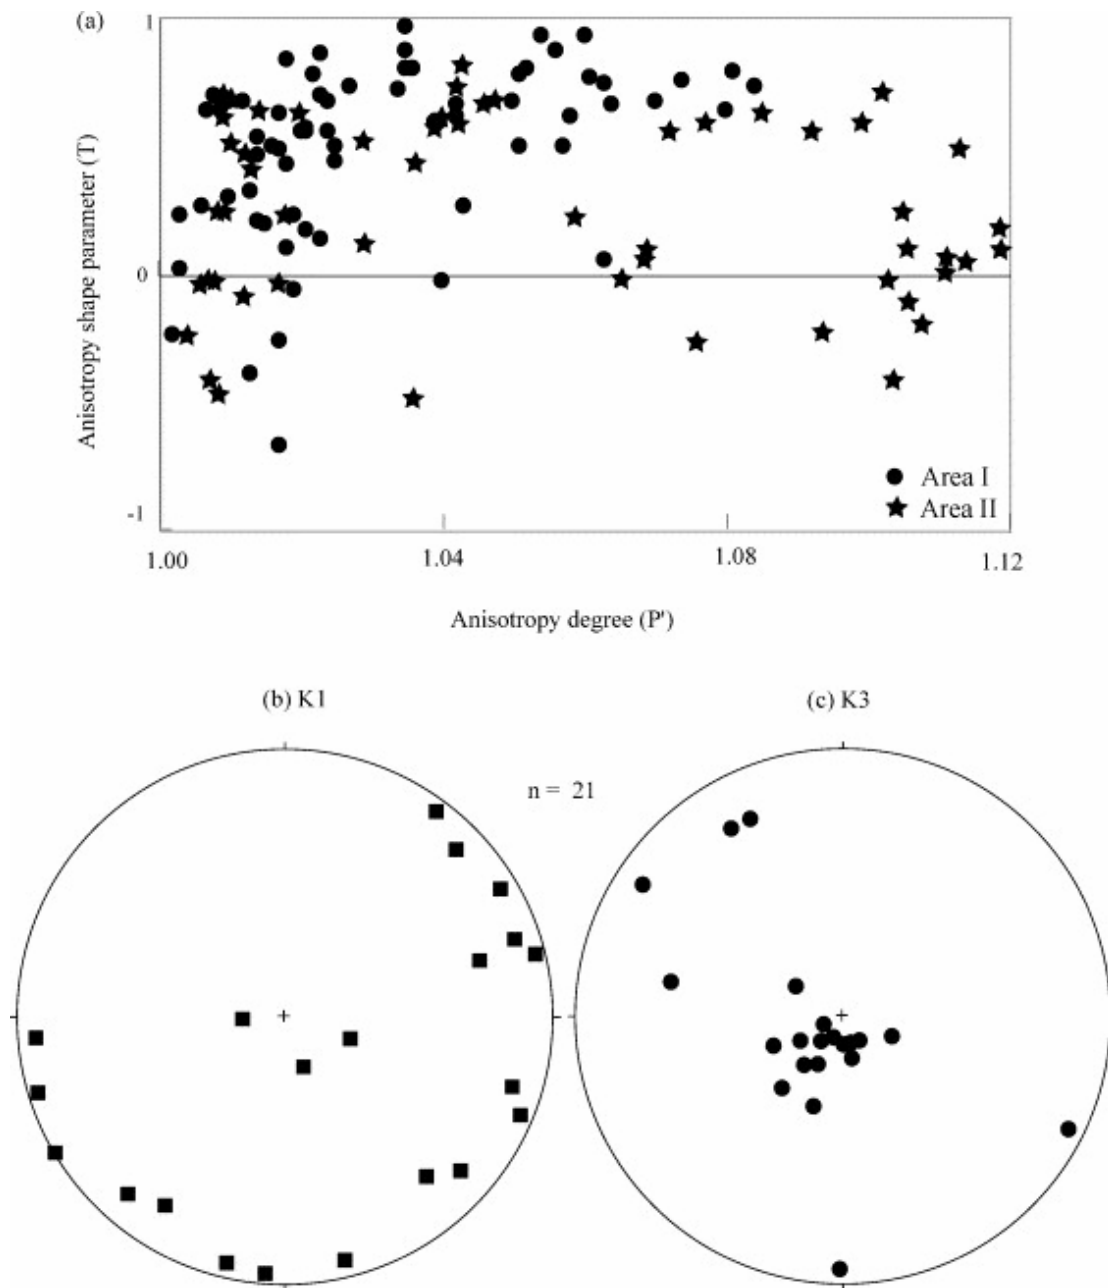 (a)
1
Anisotropy shape parameter (T)
0
-1
Area I
Area II
1.00
1.04
1.08
1.12
Anisotropy degree (P')
(b) K1
(c) K3
n = 21